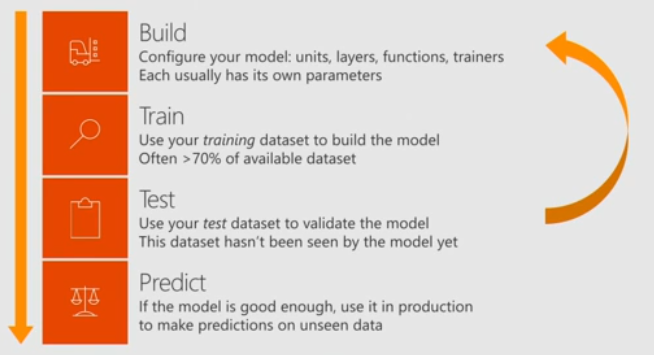 Build
Configure your model: units, layers, functions, trainers
Each usually has its own parameters
Train
Use your training dataset to build the model
Often >70% of available dataset
Test
Use your test dataset to validate the model
This dataset hasn't been seen by the model yet
Predict
If the model is good enough, use it in production
to make predictions on unseen data